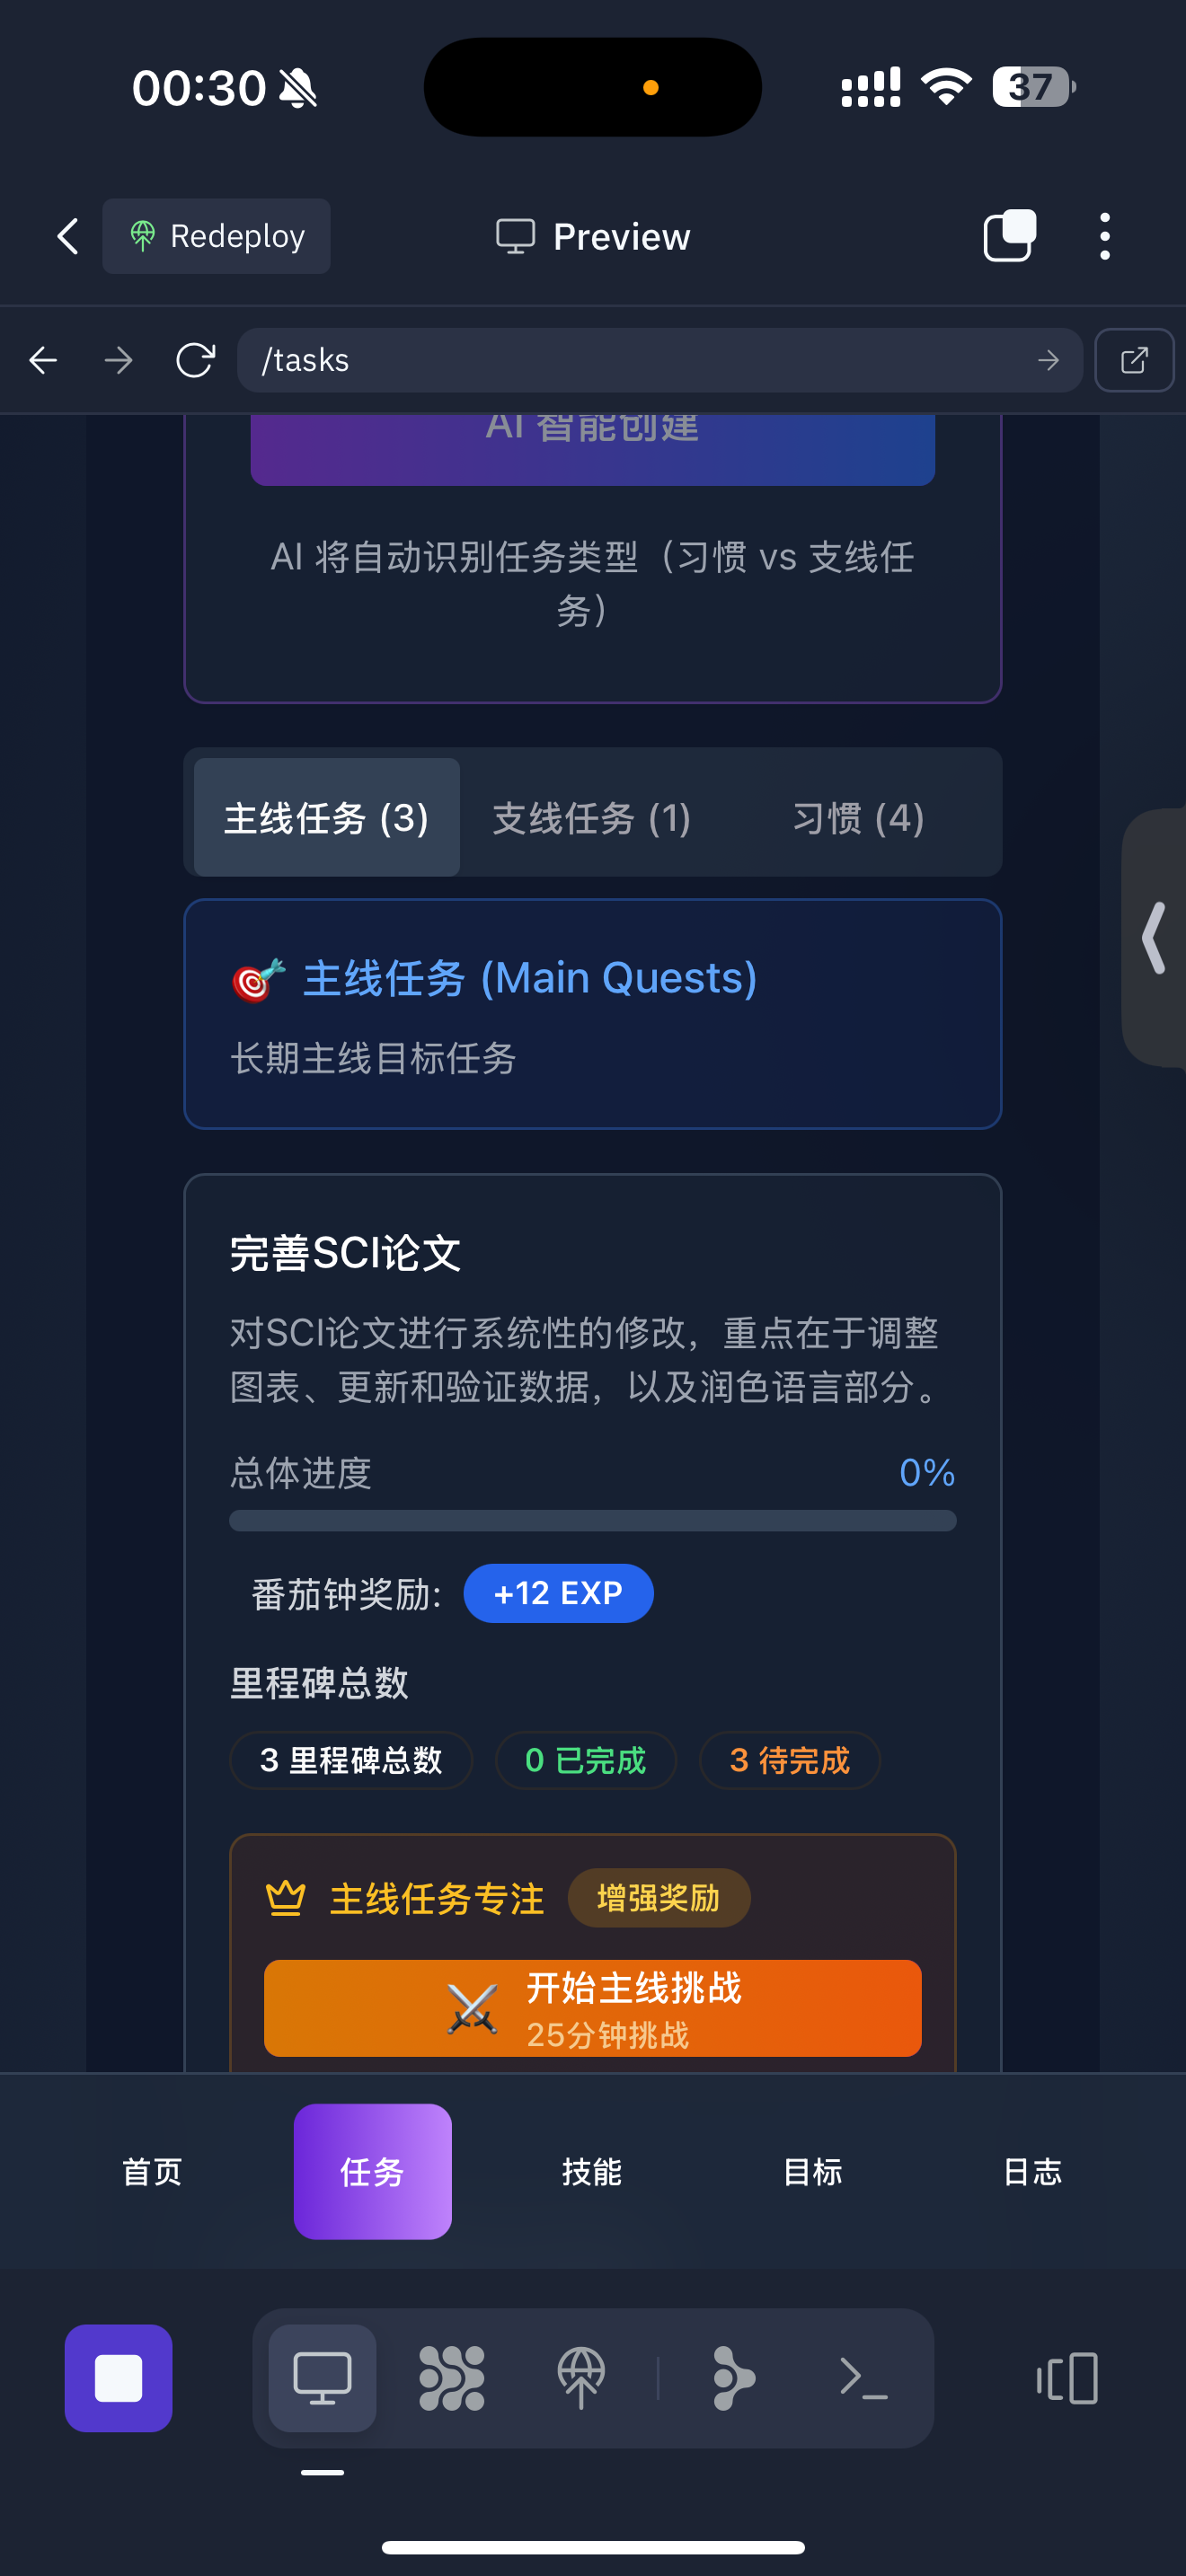 00:30
37
Redeploy
Preview
/tasks
AI 智能创建
AI 将自动识别任务类型（习惯 vs 支线任
务）
主线任务 (3)
支线任务 (1)
习惯 (4)
主线任务 (Main Quests)
长期主线目标任务
完善SCI论文
对SCI论文进行系统性的修改，重点在于调整
图表、更新和验证数据，以及润色语言部分。
总体进度 0%
番茄钟奖励: +12 EXP
里程碑总数
3 里程碑总数
0 已完成
3 待完成
主线任务专注 增强奖励
开始主线挑战
25分钟挑战
首页
任务
技能
目标
日志